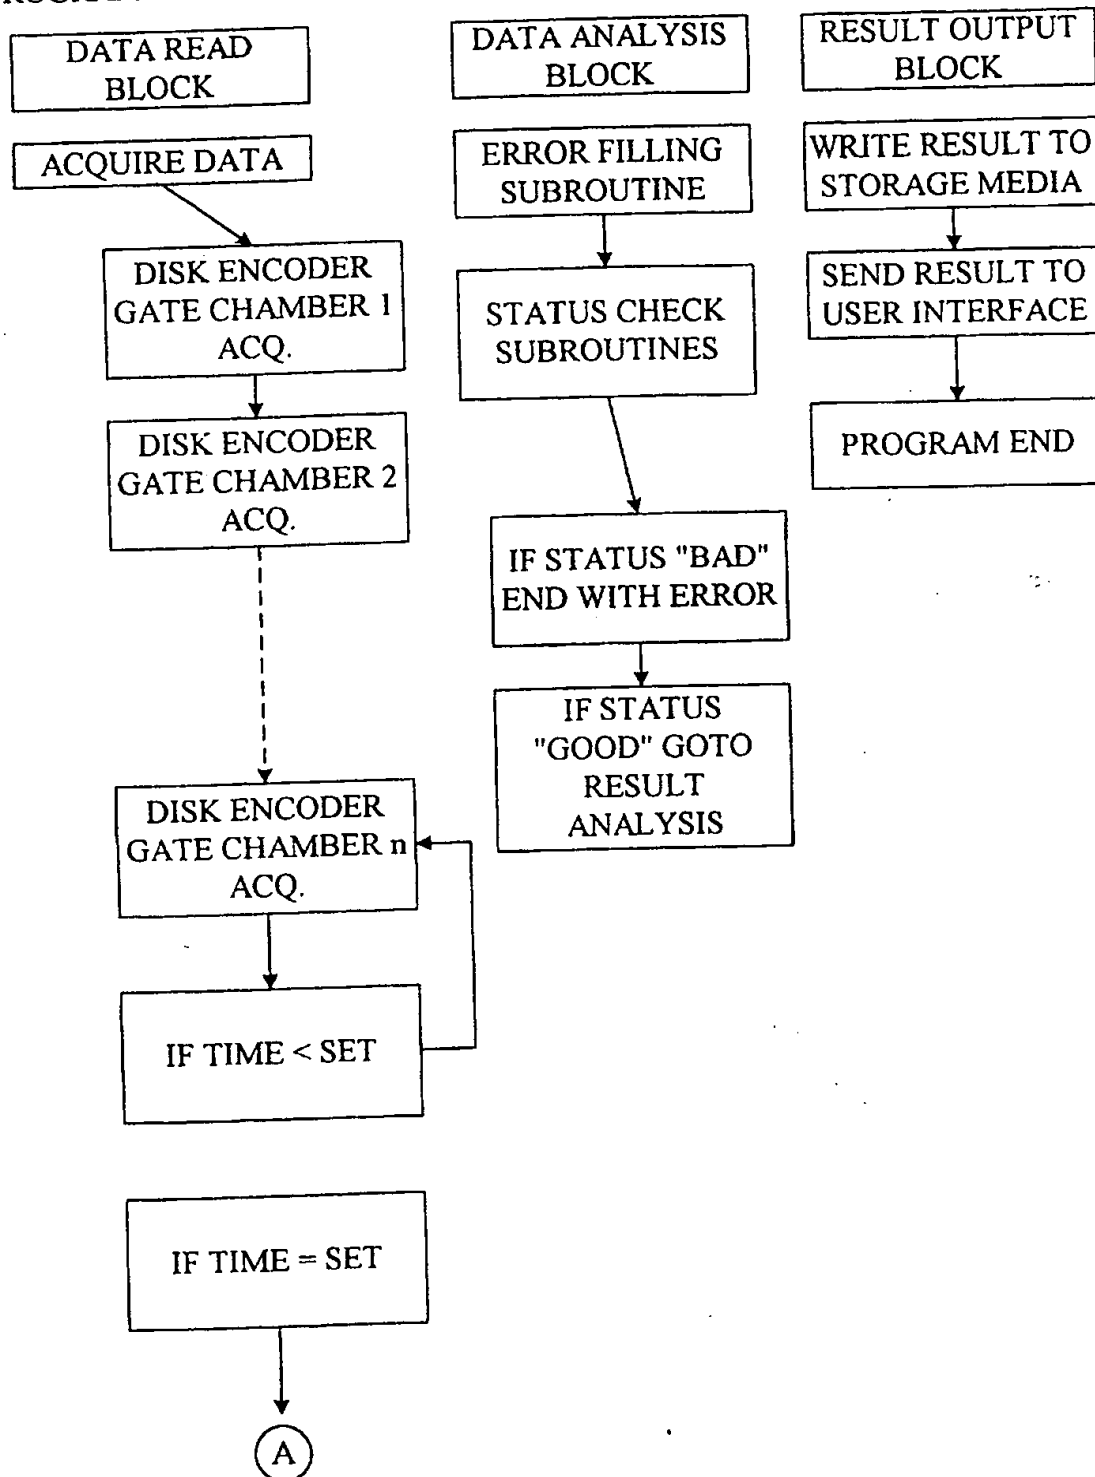 DATA READ
BLOCK
ACQUIRE DATA
DISK ENCODER
GATE CHAMBER 1
ACQ.
DISK ENCODER
GATE CHAMBER 2
ACQ.
DISK ENCODER
GATE CHAMBER n
ACQ.
IF TIME < SET
IF TIME = SET
A
DATA ANALYSIS
BLOCK
ERROR FILLING
SUBROUTINE
STATUS CHECK
SUBROUTINES
IF STATUS "BAD"
END WITH ERROR
IF STATUS
"GOOD" GOTO
RESULT
ANALYSIS
RESULT OUTPUT
BLOCK
WRITE RESULT TO
STORAGE MEDIA
SEND RESULT TO
USER INTERFACE
PROGRAM END